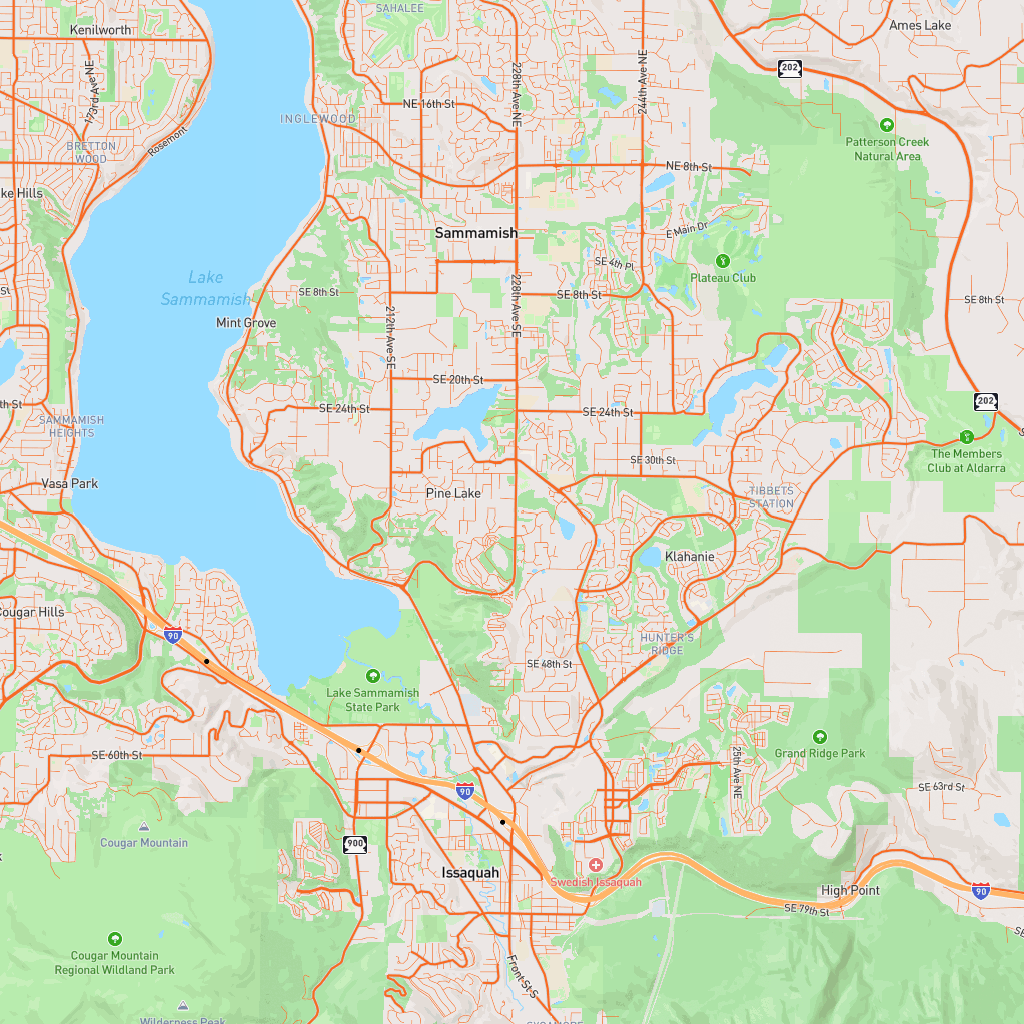 SAHALEE
Kenilworth
Ames Lake
202
173rd Ave NE
228th Ave NE
244th Ave NE
NE 16th St
INGLEWOOD
Rosemont
BRETTON
WOOD
Patterson Creek
Natural Area
NE 8th St
ke Hills
Sammamish
E Main Dr
SE 4th Pl
Plateau Club
Lake
Sammamish
SE 8th St
228th Ave SE
SE 8th St
SE 8th St
St
Mint Grove
212th Ave SE
SE 20th St
202
th St
SE 24th St
SE 24th St
SAMMAMISH
HEIGHTS
S
The Members
Club at Aldarra
SE 30th St
Vasa Park
Pine Lake
TIBBETS
STATION
Klahanie
Cougar Hills
90
HUNTER'S
RIDGE
SE 48th St
Lake Sammamish
State Park
SE 60th St
Grand Ridge Park
25th Ave NE
90
SE 63rd St
Cougar Mountain
900
Issaquah
Swedish Issaquah
High Point
90
SE 79th St
SE
Cougar Mountain
Regional Wildland Park
Front St S
Wilderness Peak
SYCAMORE